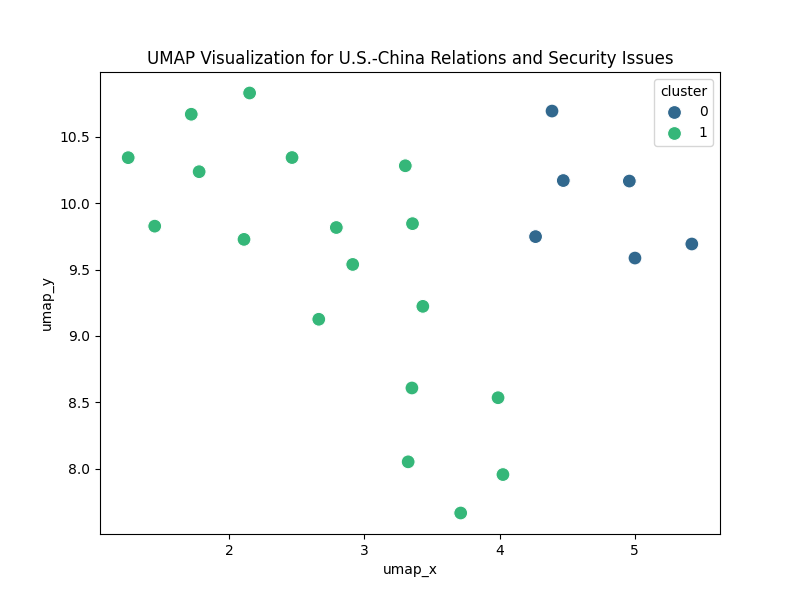 UMAP Visualization for U.S.-China Relations and Security Issues
cluster
0
1
10.5
10.0
9.5
9.0
8.5
8.0
umap_y
2 3 4 5
umap_x